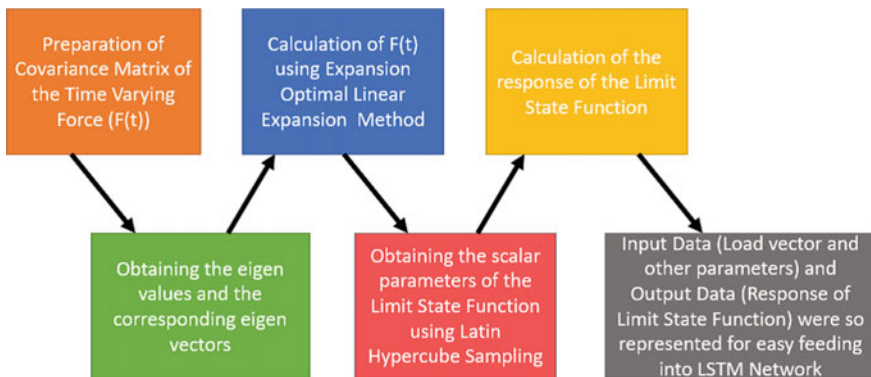 Preparation of
Covariance Matrix of
the Time Varying
Force (F(t))
Obtaining the eigen
values and the
corresponding eigen
vectors
Calculation of F(t)
using Expansion
Optimal Linear
Expansion Method
Obtaining the scalar
parameters of the
Limit State Function
using Latin
Hypercube Sampling
Calculation of the
response of the Limit
State Function
Input Data (Load vector and
other parameters) and
Output Data (Response of
Limit State Function) were so
represented for easy feeding
into LSTM Network